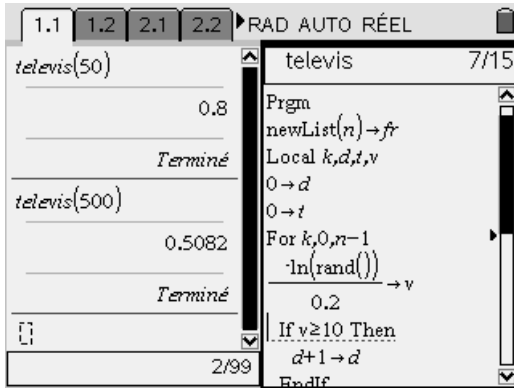 1.1 1.2 2.1 2.2 RAD AUTO RÉEL
televis(50)
0.8
Terminé
televis(500)
0.5082
Terminé
2/99
televis 7/15
Prgm
newList(n)→fr
Local k,d,t,v
0→d
0→t
For k,0,n−1
-ln(rand())
0.2
→v
If v≥10 Then
d+1→d
EndIf